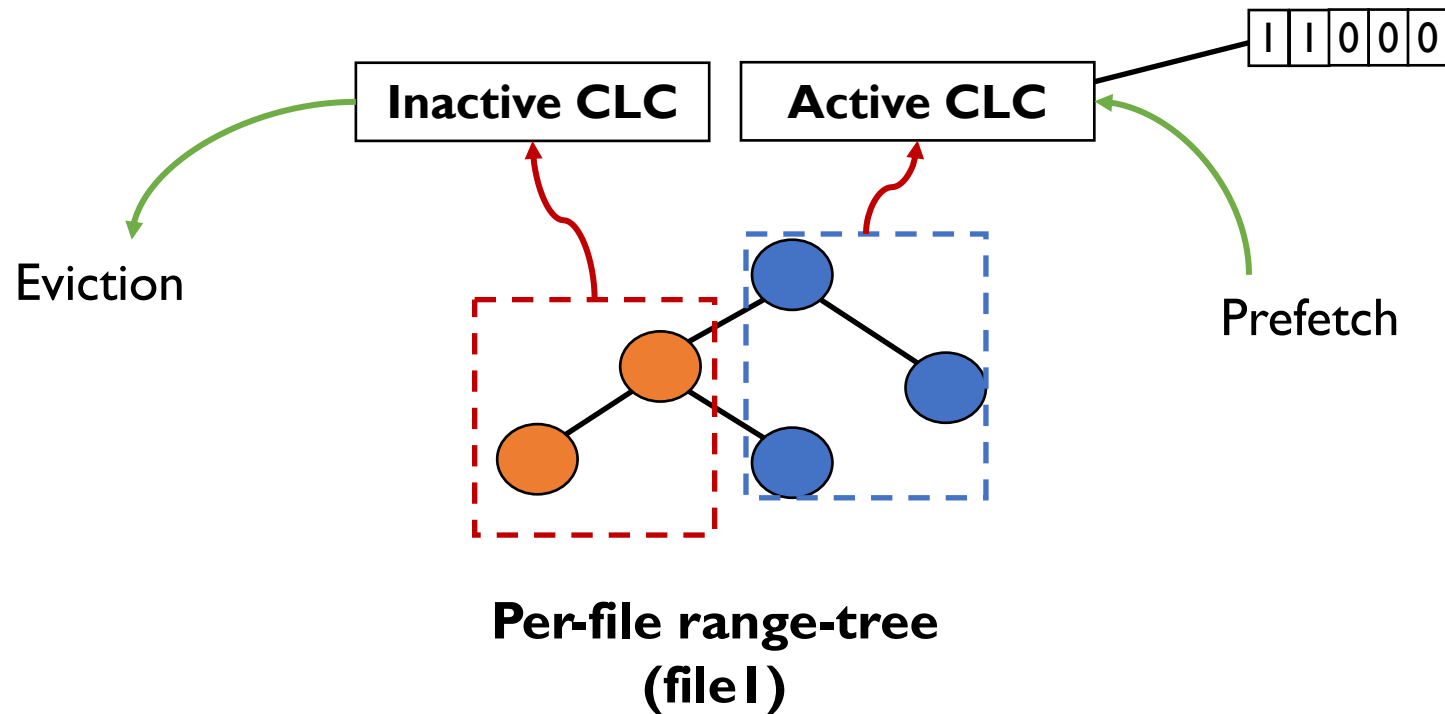 1 1 0 0 0
Inactive CLC
Active CLC
Eviction
Prefetch
Per-file range-tree
(file1)